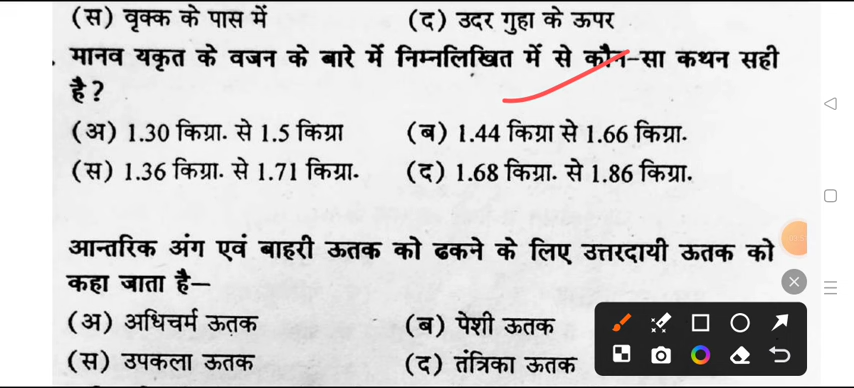 (स) वृक्क के पास में (द) उदर गुहा के ऊपर
मानव यकृत के वजन के बारे में निम्नलिखित में से कौन-सा कथन सही
है?
(अ) 1.30 किग्रा. से 1.5 किग्रा (ब) 1.44 किग्रा से 1.66 किग्रा.
(स) 1.36 किग्रा. से 1.71 किग्रा. (द) 1.68 किग्रा. से 1.86 किग्रा.
आन्तरिक अंग एवं बाहरी ऊतक को ढकने के लिए उत्तरदायी ऊतक को
कहा जाता है—
(अ) अधिचर्म ऊतक (ब) पेशी ऊतक
(स) उपकला ऊतक (द) तंत्रिका ऊतक